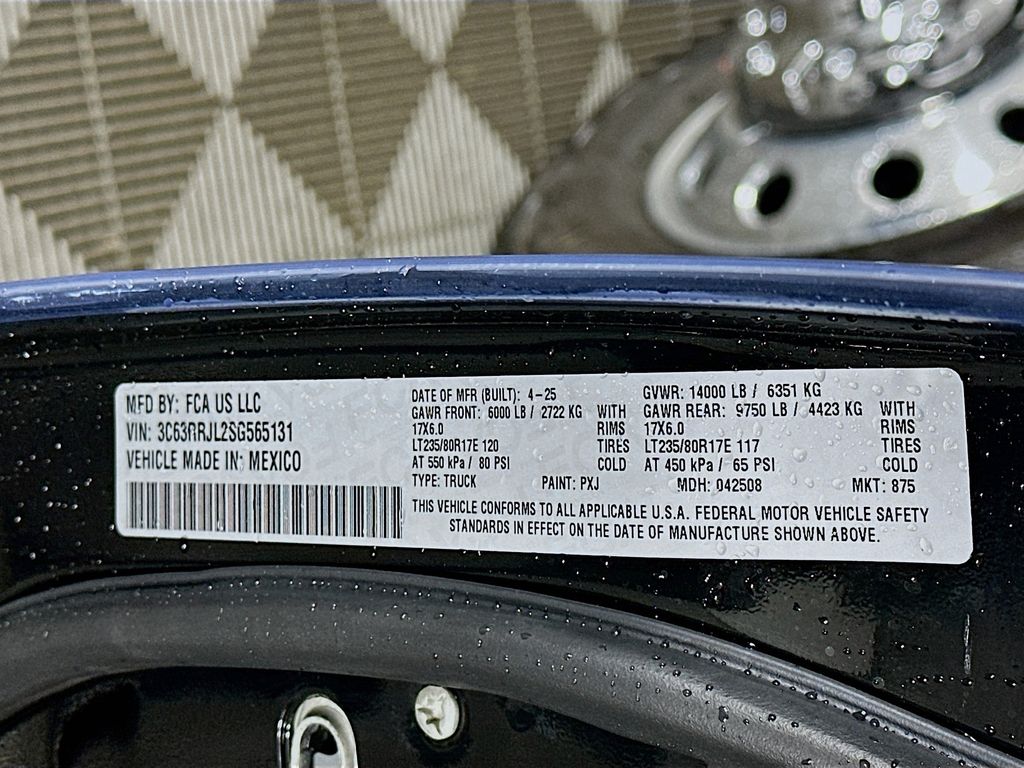 MFD BY: FCA US LLC
VIN: 3C63RRJL2SG565131
VEHICLE MADE IN: MEXICO
DATE OF MFR (BUILT): 4-25
GAWR FRONT: 6000 LB / 2722 KG WITH
17X6.0 RIMS
LT235/80R17E 120 TIRES
AT 550 kPa / 80 PSI COLD
TYPE: TRUCK PAINT: PXJ
GVWR: 14000 LB / 6351 KG
GAWR REAR: 9750 LB / 4423 KG WITH
17X6.0 RIMS
LT235/80R17E 117 TIRES
AT 450 kPa / 65 PSI COLD
MDH: 042508 MKT: 875
THIS VEHICLE CONFORMS TO ALL APPLICABLE U.S.A. FEDERAL MOTOR VEHICLE SAFETY
STANDARDS IN EFFECT ON THE DATE OF MANUFACTURE SHOWN ABOVE.